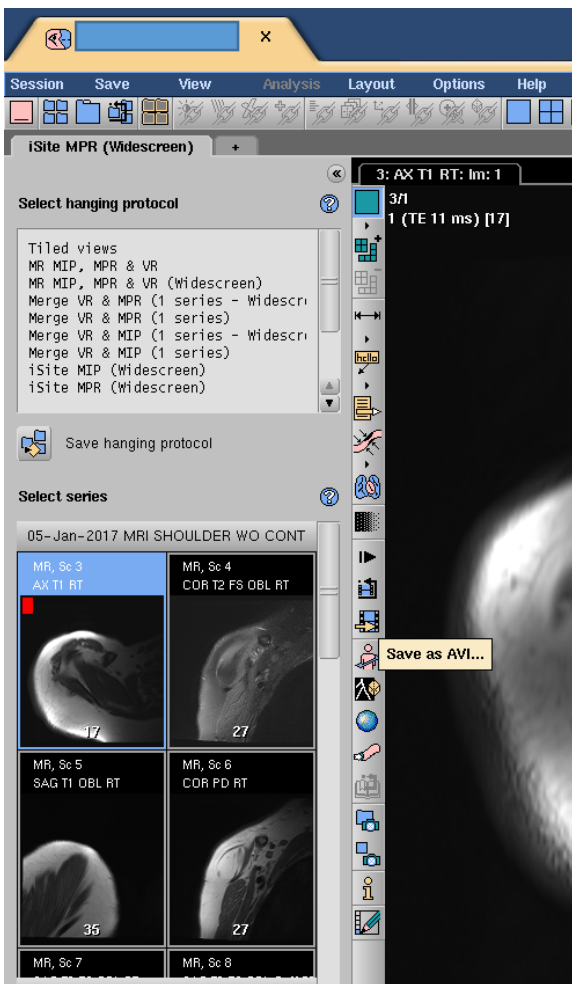 x
Session Save View Analysis Layout Options Help
iSite MPR (Widescreen) +
3: AX T1 RT: Im: 1
Select hanging protocol ?
3/1
1 (TE 11 ms) [17]
Tiled views
MR MIP, MPR & VR
MR MIP, MPR & VR (Widescreen)
Merge VR & MPR (1 series - Widescr
Merge VR & MPR (1 series)
Merge VR & MIP (1 series - Widescr
Merge VR & MIP (1 series)
iSite MIP (Widescreen)
iSite MPR (Widescreen)
hello
Save hanging protocol
Select series ?
05-Jan-2017 MRI SHOULDER WO CONT
MR, Sc 3
AX T1 RT
17
MR, Sc 4
COR T2 FS OBL RT
27
Save as AVI...
MR, Sc 5
SAG T1 OBL RT
35
MR, Sc 6
COR PD RT
27
MR, Sc 7
MR, Sc 8